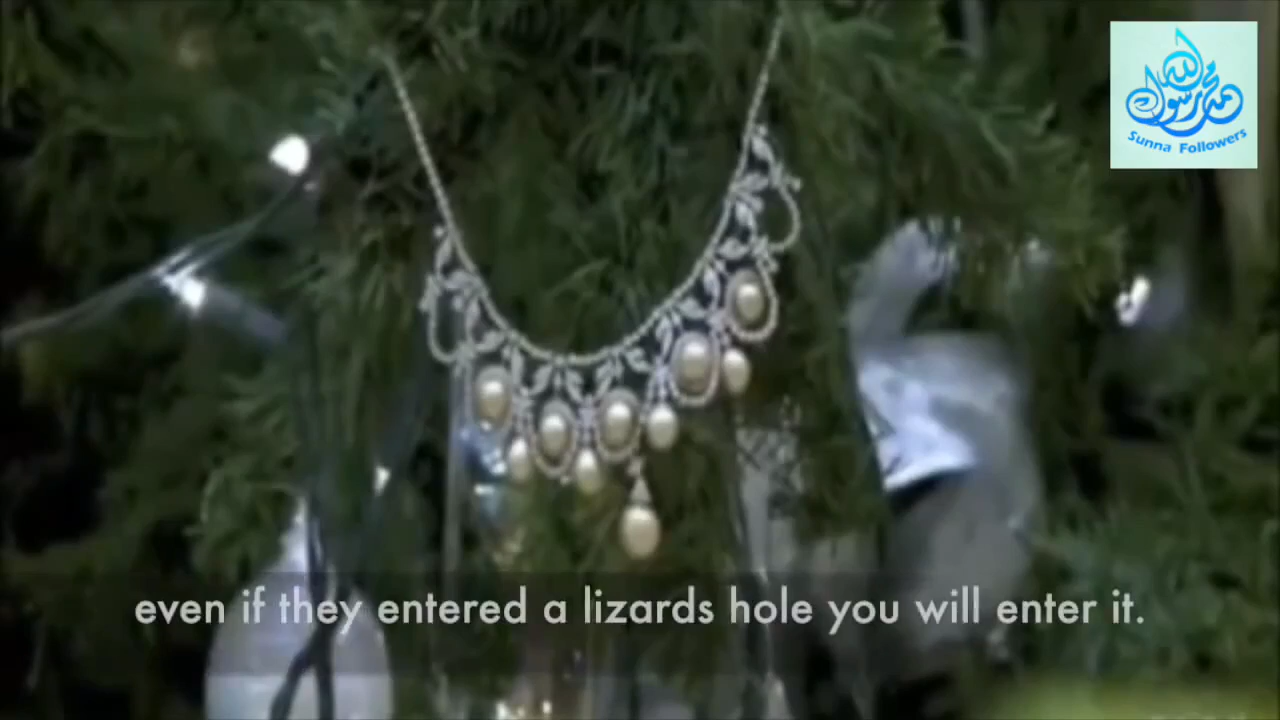 محمد رسول الله
Sunna Followers
even if they entered a lizards hole you will enter it.